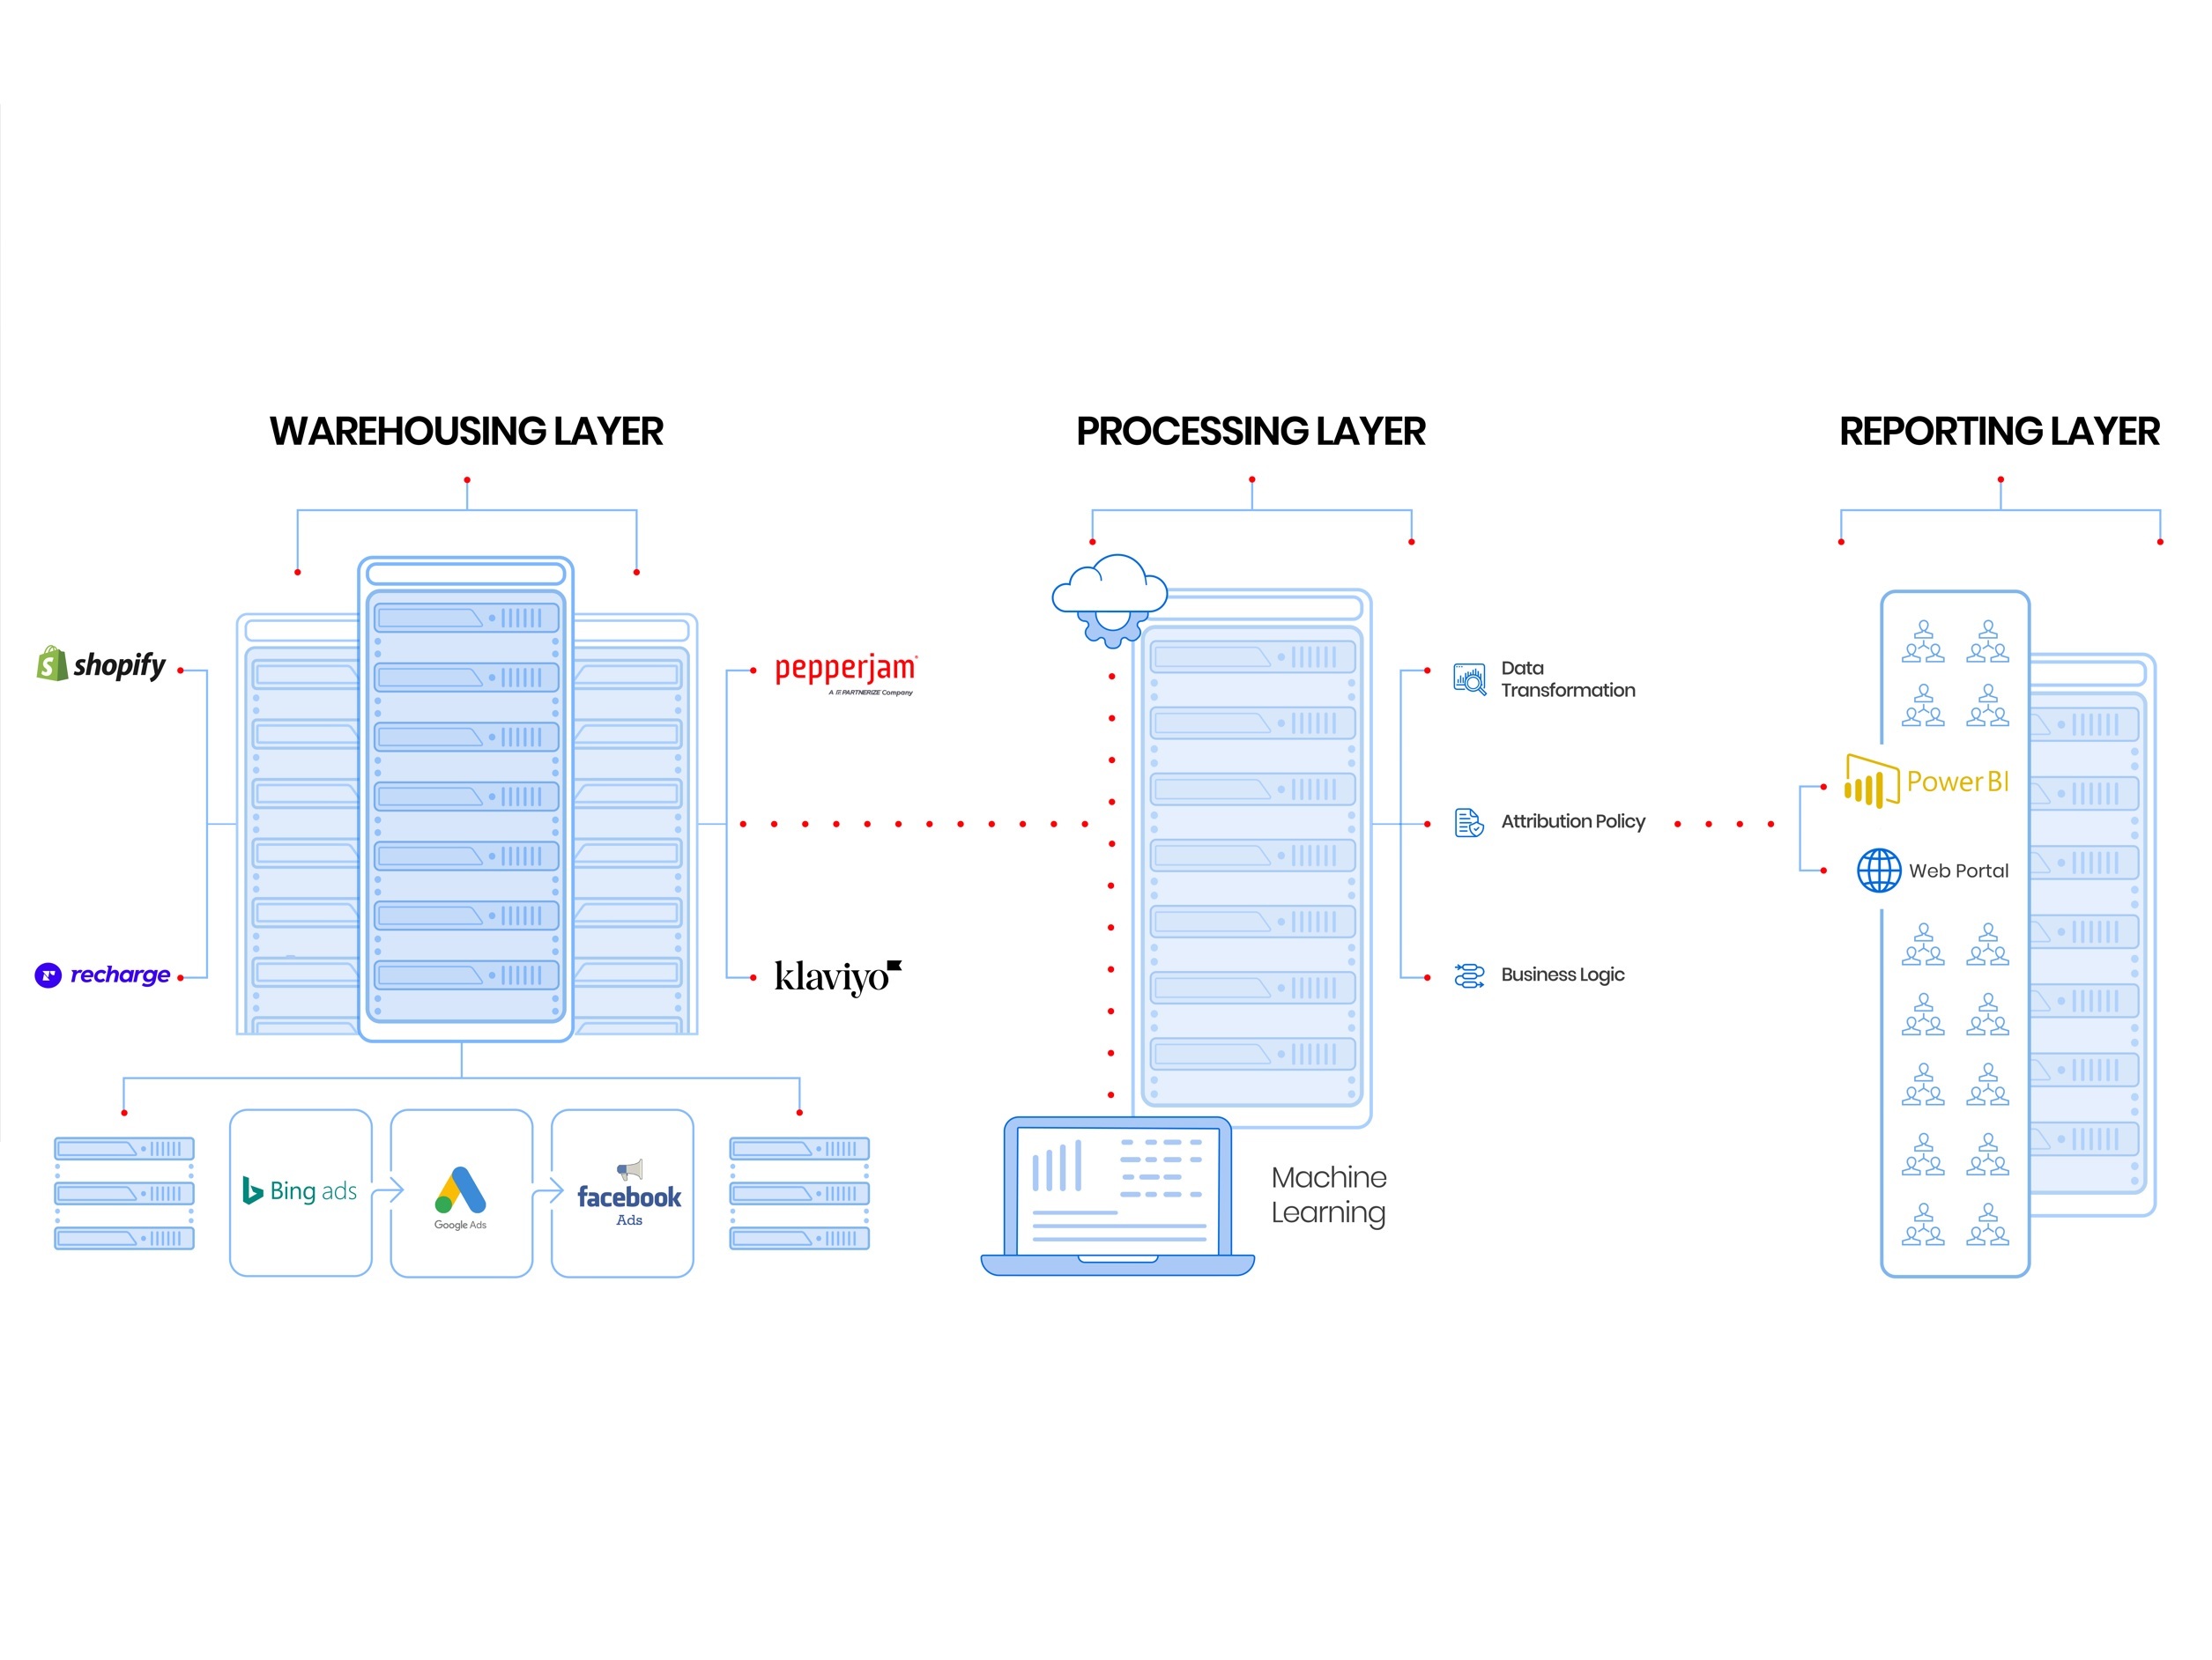 WAREHOUSING LAYER
shopify
recharge
pepperjam
A PARTNERIZE Company
klaviyo
Bing ads
Google Ads
facebook
Ads
PROCESSING LAYER
Data
Transformation
Attribution Policy
Business Logic
Machine
Learning
REPORTING LAYER
Power BI
Web Portal